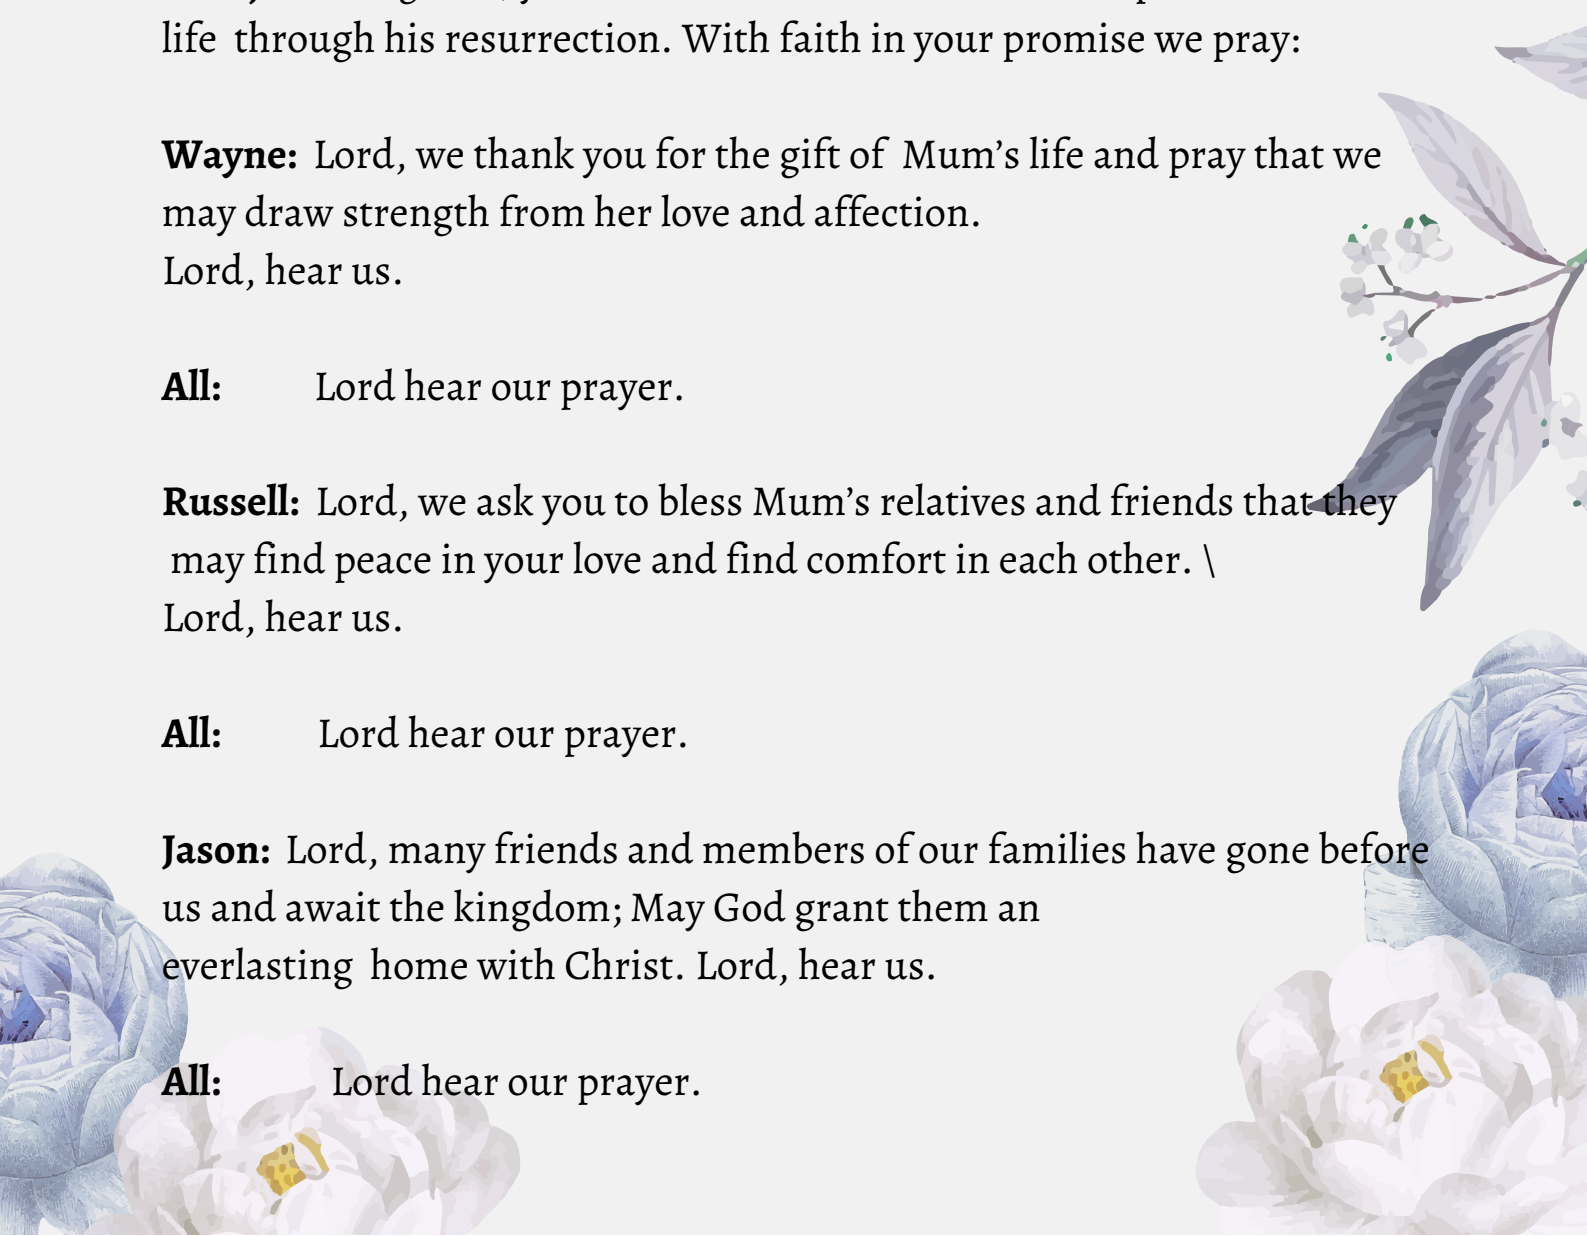 life through his resurrection. With faith in your promise we pray:
Wayne: Lord, we thank you for the gift of Mum’s life and pray that we
may draw strength from her love and affection.
Lord, hear us.
All: Lord hear our prayer.
Russell: Lord, we ask you to bless Mum’s relatives and friends that they
may find peace in your love and find comfort in each other. \
Lord, hear us.
All: Lord hear our prayer.
Jason: Lord, many friends and members of our families have gone before
us and await the kingdom; May God grant them an
everlasting home with Christ. Lord, hear us.
All: Lord hear our prayer.